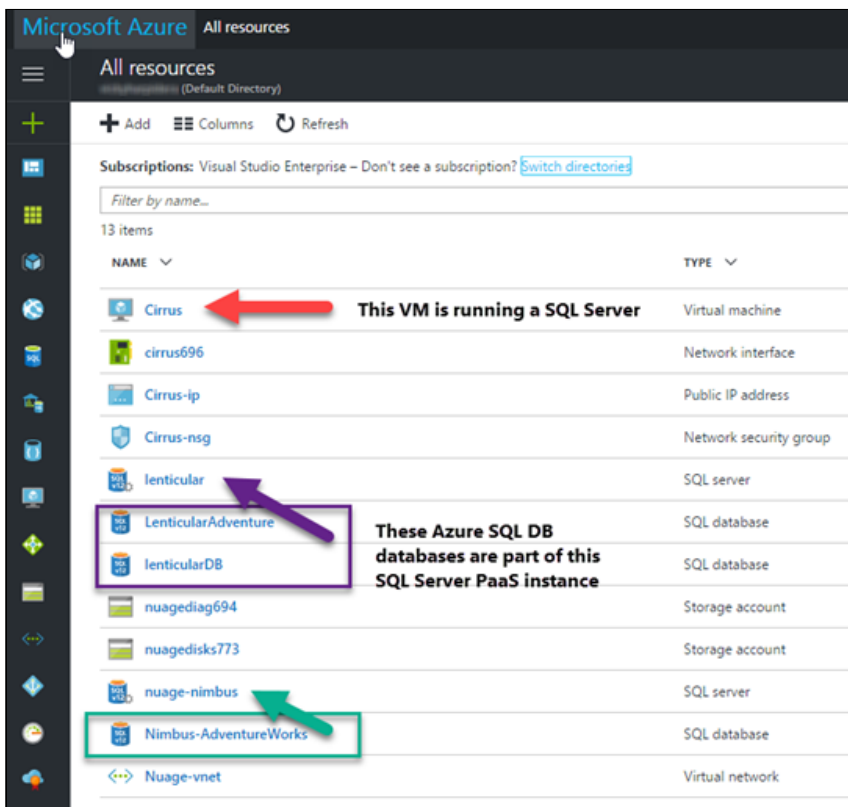 Microsoft Azure All resources
All resources
(Default Directory)
Add Columns Refresh
Subscriptions: Visual Studio Enterprise – Don't see a subscription? Switch directories
Filter by name...
13 items
NAME TYPE
Cirrus This VM is running a SQL Server Virtual machine
cirrus696 Network interface
Cirrus-ip Public IP address
Cirrus-nsg Network security group
lenticular SQL server
LenticularAdventure SQL database
These Azure SQL DB
databases are part of this
SQL Server PaaS instance
lenticularDB SQL database
nuagediag694 Storage account
nuagedisks773 Storage account
nuage-nimbus SQL server
Nimbus-AdventureWorks SQL database
Nuage-vnet Virtual network